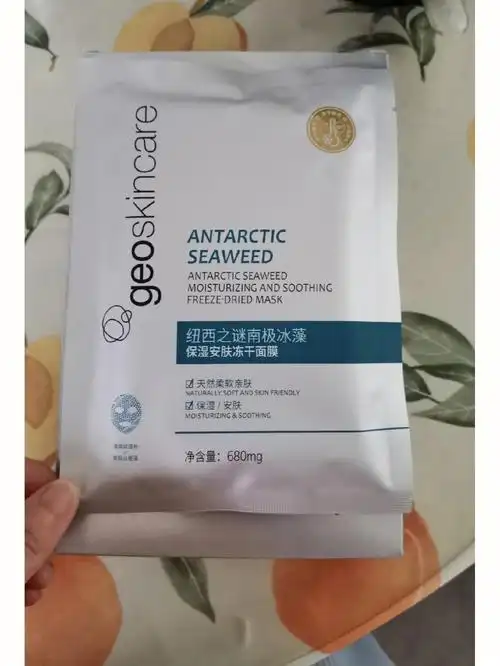 geoskincare
ANTARCTIC
SEAWEED
ANTARCTIC SEAWEED
MOISTURIZING AND SOOTHING
FREEZE-DRIED MASK
纽西之谜南极冰藻
保湿安肤冻干面膜
天然柔软亲肤
NATURALLY SOFT AND SKIN FRIENDLY
保湿 / 安肤
MOISTURIZING & SOOTHING
净含量：680mg